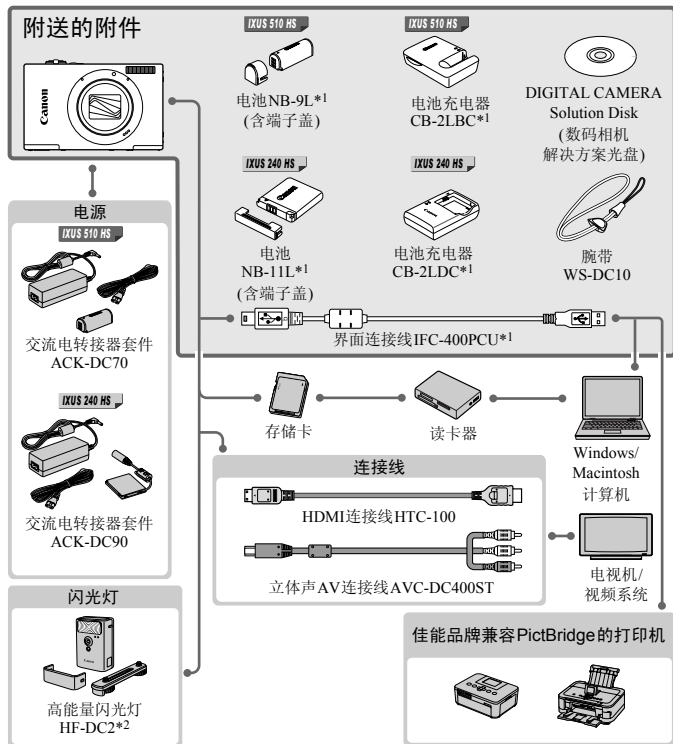 附送的附件
Canon
IXUS 510 HS
电池NB-9L*1
(含端子盖)
IXUS 510 HS
电池充电器
CB-2LBC*1
DIGITAL CAMERA
Solution Disk
(数码相机
解决方案光盘)
IXUS 240 HS
Canon
电池
NB-11L*1
(含端子盖)
IXUS 240 HS
电池充电器
CB-2LDC*1
腕带
WS-DC10
界面连接线IFC-400PCU*1
电源
IXUS 510 HS
交流电转接器套件
ACK-DC70
IXUS 240 HS
交流电转接器套件
ACK-DC90
存储卡
读卡器
Windows/
Macintosh
计算机
连接线
HDMI连接线HTC-100
立体声AV连接线AVC-DC400ST
电视机/
视频系统
闪光灯
Canon
高能量闪光灯
HF-DC2*2
佳能品牌兼容PictBridge的打印机